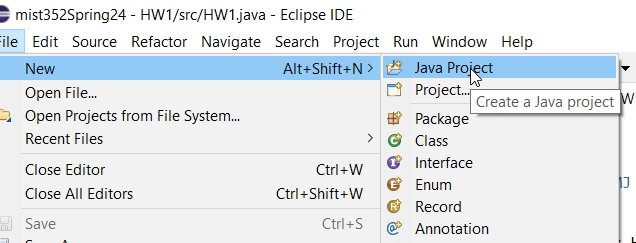 mist352Spring24 - HW1/src/HW1.java - Eclipse IDE
File Edit Source Refactor Navigate Search Project Run Window Help
New Alt+Shift+N > Java Project
Open File... Project...
Create a Java project
Open Projects from File System... Package
Recent Files > Class
Interface
Close Editor Ctrl+W Enum
Close All Editors Ctrl+Shift+W Record
Save Ctrl+S Annotation
W
MJ